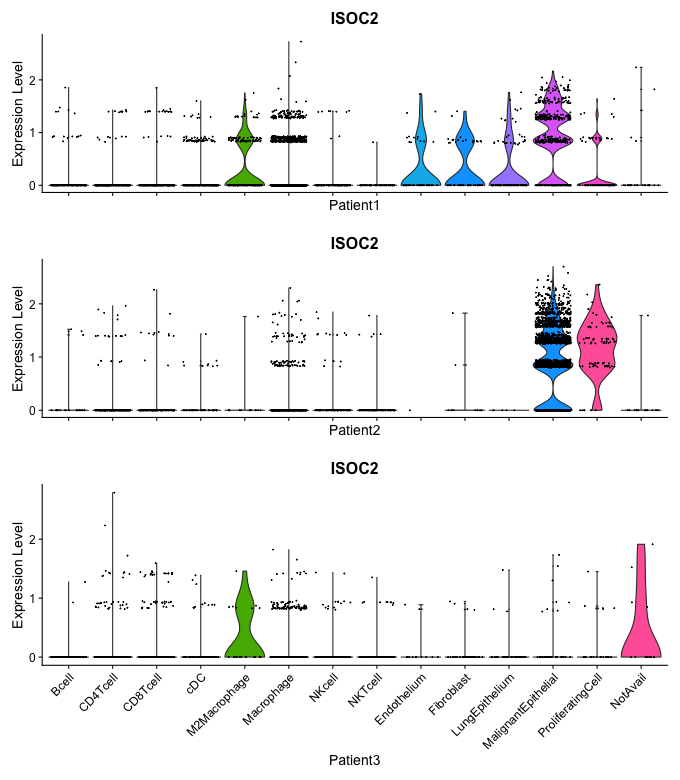 ISOC2
Expression Level
2
1
0
Patient1
ISOC2
Expression Level
2
1
0
Patient2
ISOC2
Expression Level
2
1
0
Bcell
CD4Tcell
CD8Tcell
cDC
M2Macrophage
Macrophage
NKcell
NKTcell
Endothelium
Fibroblast
LungEpithelium
MalignantEpithelial
ProliferatingCell
NotAvail
Patient3